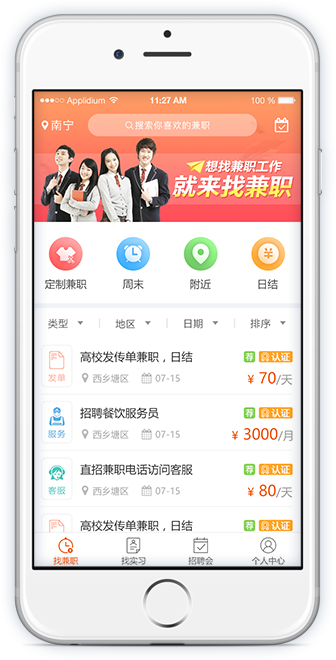 Applidium 11:27 AM 100 %
南宁 搜索你喜欢的兼职
想找兼职工作
就来找兼职
定制兼职 周末 附近 日结
类型 地区 日期 排序
高校发传单兼职，日结 荐 认证
发单 西乡塘区 07-15 ¥ 70/天
招聘餐饮服务员 荐 认证
服务 西乡塘区 07-15 ¥ 3000/月
直招兼职电话访问客服 荐 认证
客服 西乡塘区 07-15 ¥ 80/天
高校发传单兼职，日结 荐 认证
找兼职 找实习 招聘会 个人中心